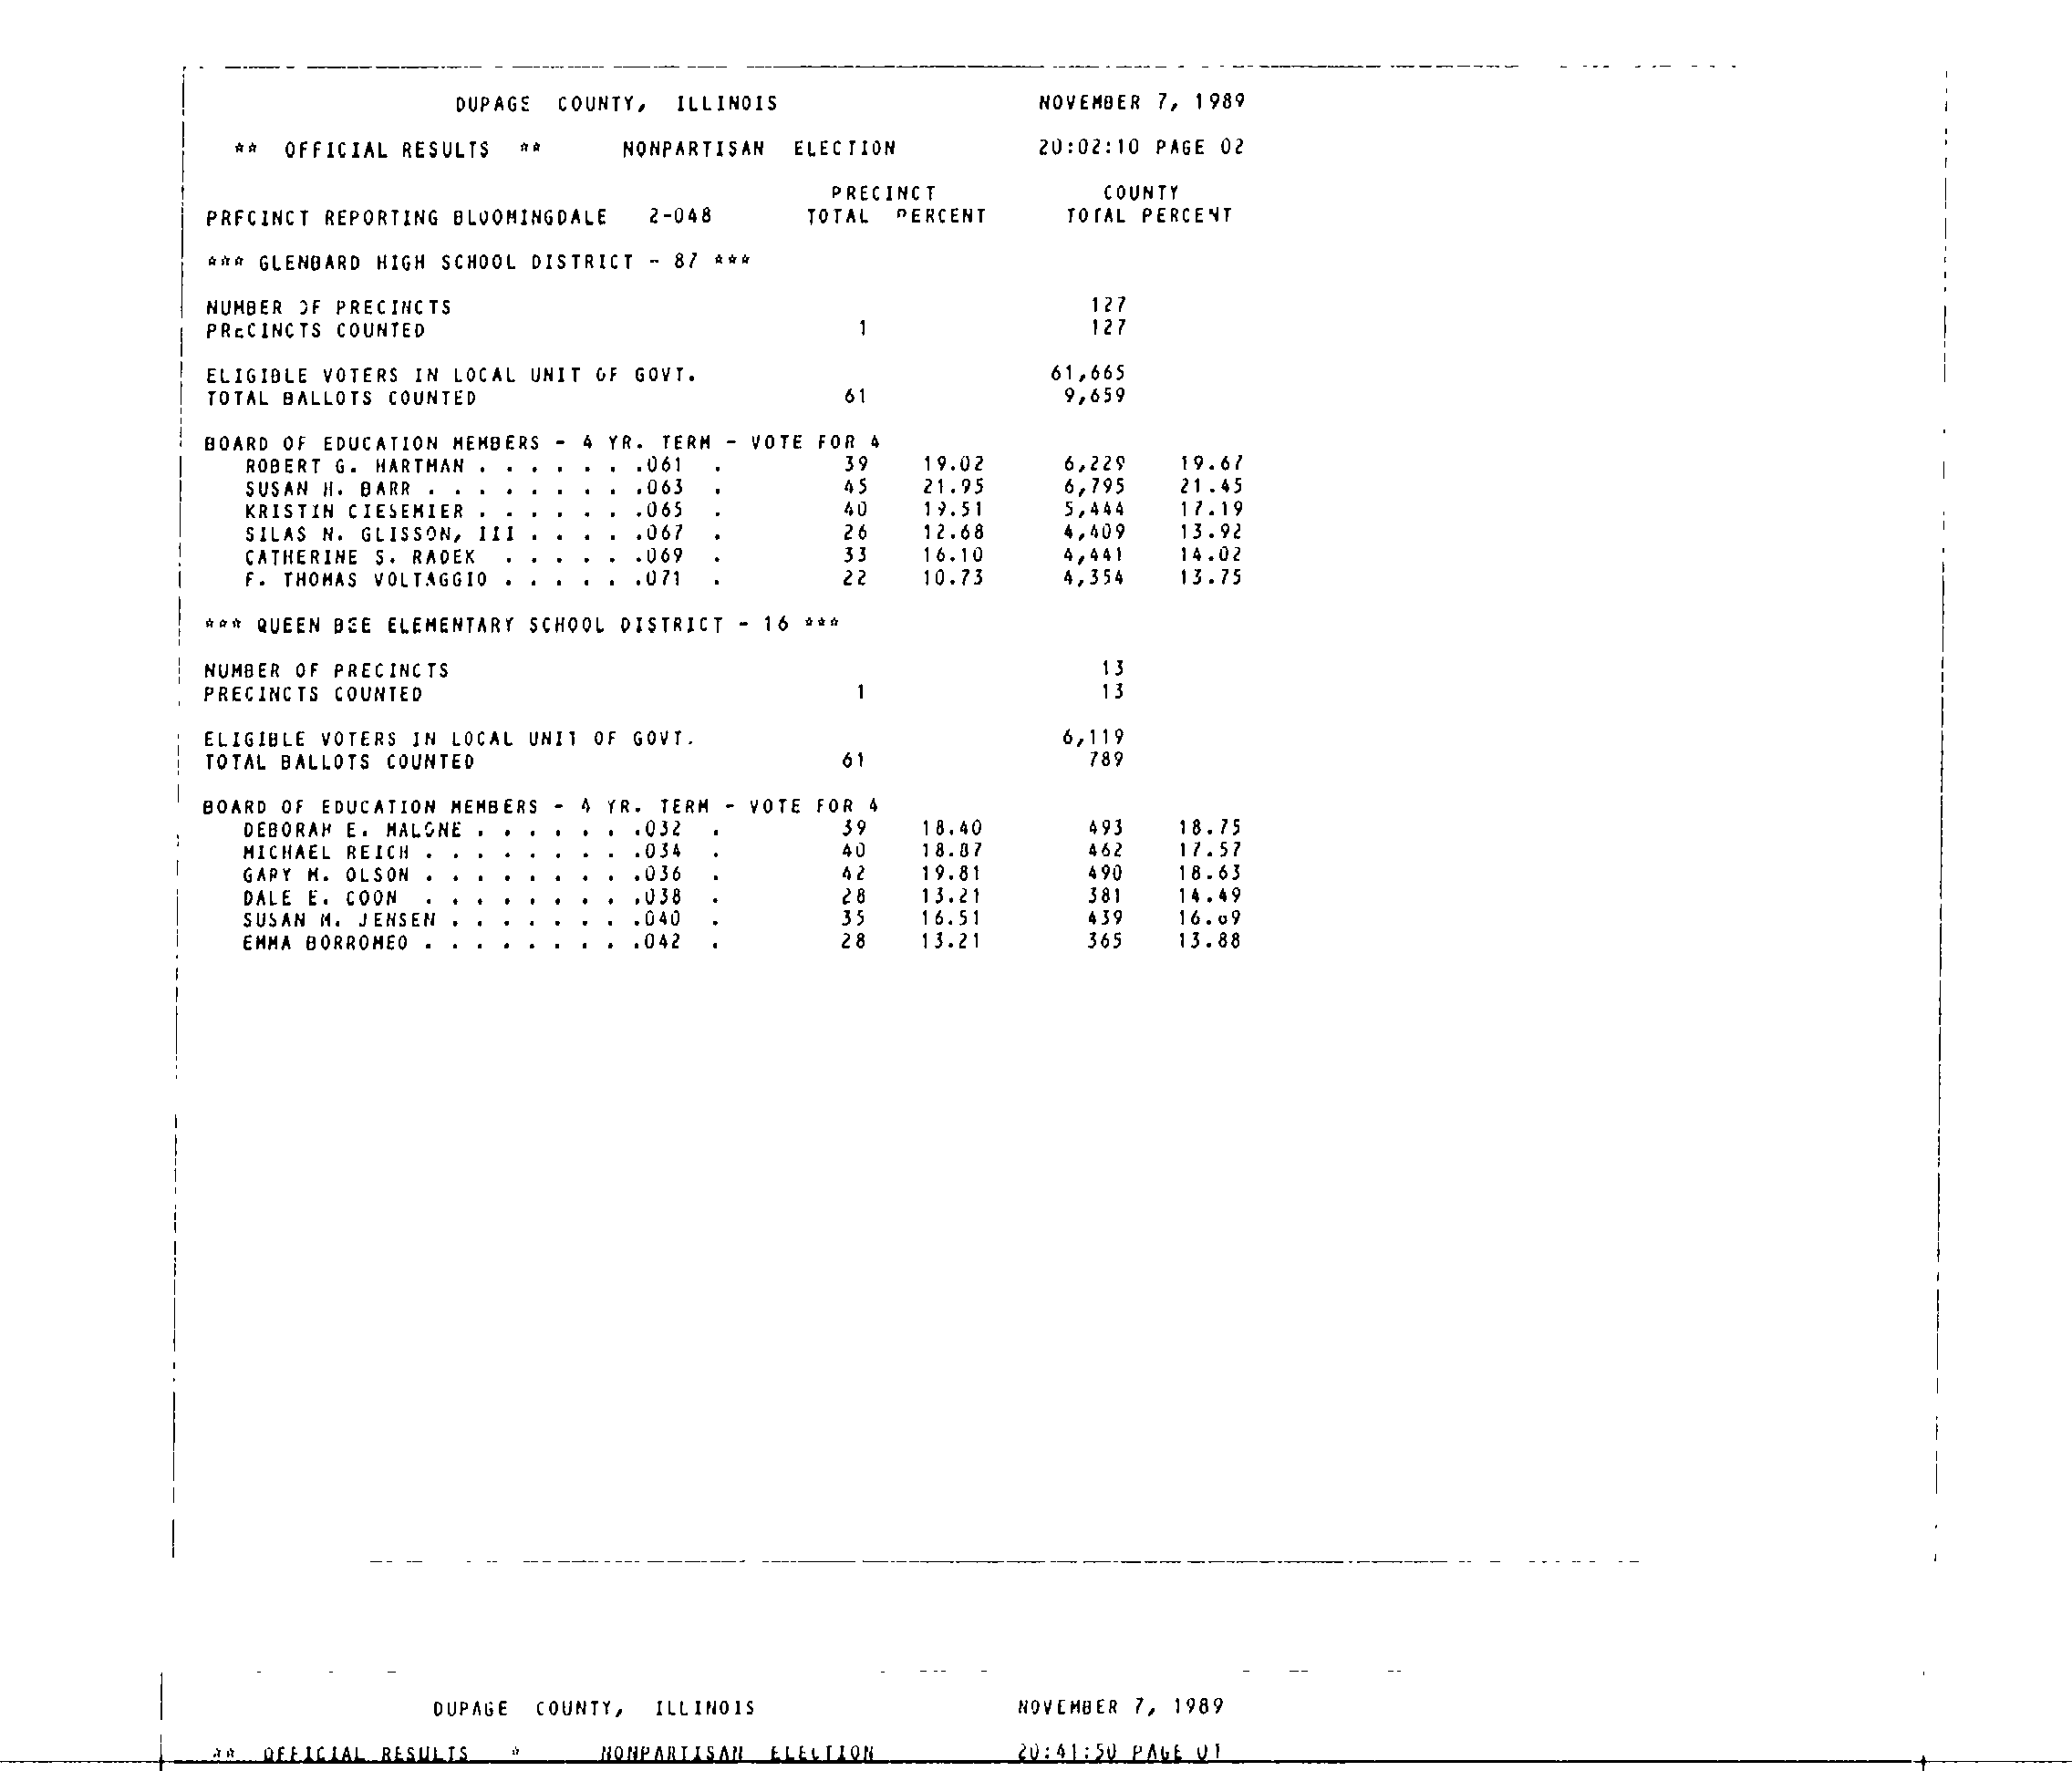 DUPAGE COUNTY, ILLINOIS NOVEMBER 7, 1989
** OFFICIAL RESULTS ** NONPARTISAN ELECTION 20:02:10 PAGE 02
PRECINCT COUNTY
PRECINCT REPORTING BLOOMINGDALE 2-048 TOTAL PERCENT TOTAL PERCENT
*** GLENBARD HIGH SCHOOL DISTRICT - 87 ***
NUMBER OF PRECINCTS 127
PRECINCTS COUNTED 1 127
ELIGIBLE VOTERS IN LOCAL UNIT OF GOVT. 61,665
TOTAL BALLOTS COUNTED 61 9,659
BOARD OF EDUCATION MEMBERS - 4 YR. TERM - VOTE FOR 4
ROBERT G. HARTMAN . . . . . . .061 . 39 19.02 6,229 19.67
SUSAN H. BARR . . . . . . . . .063 . 45 21.95 6,795 21.45
KRISTIN CIESEMIER . . . . . . .065 . 40 19.51 5,444 17.19
SILAS N. GLISSON, III . . . . .067 . 26 12.68 4,409 13.92
CATHERINE S. RADEK . . . . . .069 . 33 16.10 4,441 14.02
F. THOMAS VOLTAGGIO . . . . . .071 . 22 10.73 4,354 13.75
*** QUEEN BEE ELEMENTARY SCHOOL DISTRICT - 16 ***
NUMBER OF PRECINCTS 13
PRECINCTS COUNTED 1 13
ELIGIBLE VOTERS IN LOCAL UNIT OF GOVT. 6,119
TOTAL BALLOTS COUNTED 61 789
BOARD OF EDUCATION MEMBERS - 4 YR. TERM - VOTE FOR 4
DEBORAH E. MALONE . . . . . . .032 . 39 18.40 493 18.75
MICHAEL REICH . . . . . . . . .034 . 40 18.87 462 17.57
GARY M. OLSON . . . . . . . . .036 . 42 19.81 490 18.63
DALE E. COON . . . . . . . . .038 . 28 13.21 381 14.49
SUSAN M. JENSEN . . . . . . . .040 . 35 16.51 439 16.69
EMMA BORROMEO . . . . . . . . .042 . 28 13.21 365 13.88
DUPAGE COUNTY, ILLINOIS NOVEMBER 7, 1989
** OFFICIAL RESULTS * NONPARTISAN ELECTION 20:41:50 PAGE 01